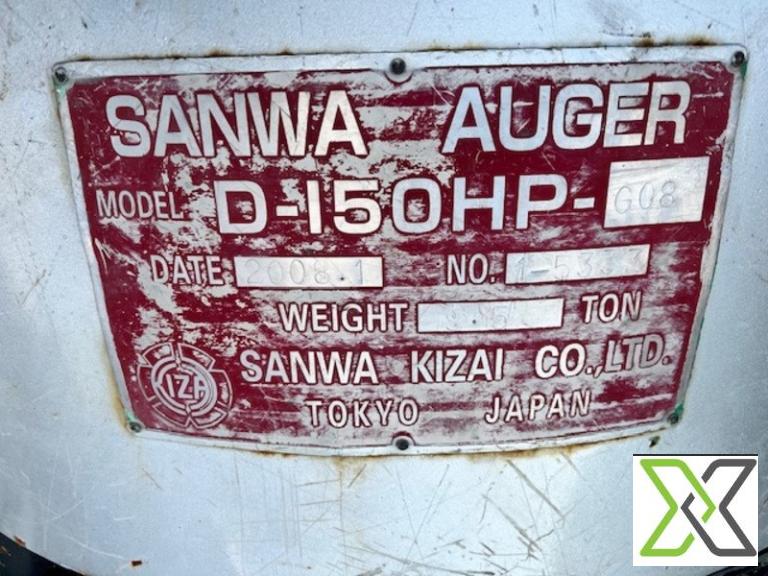 SANWA AUGER
MODEL D-150HP-G08
DATE 2008.1 NO. 1-5333
WEIGHT TON
KIZAI SANWA KIZAI CO.,LTD.
TOKYO JAPAN